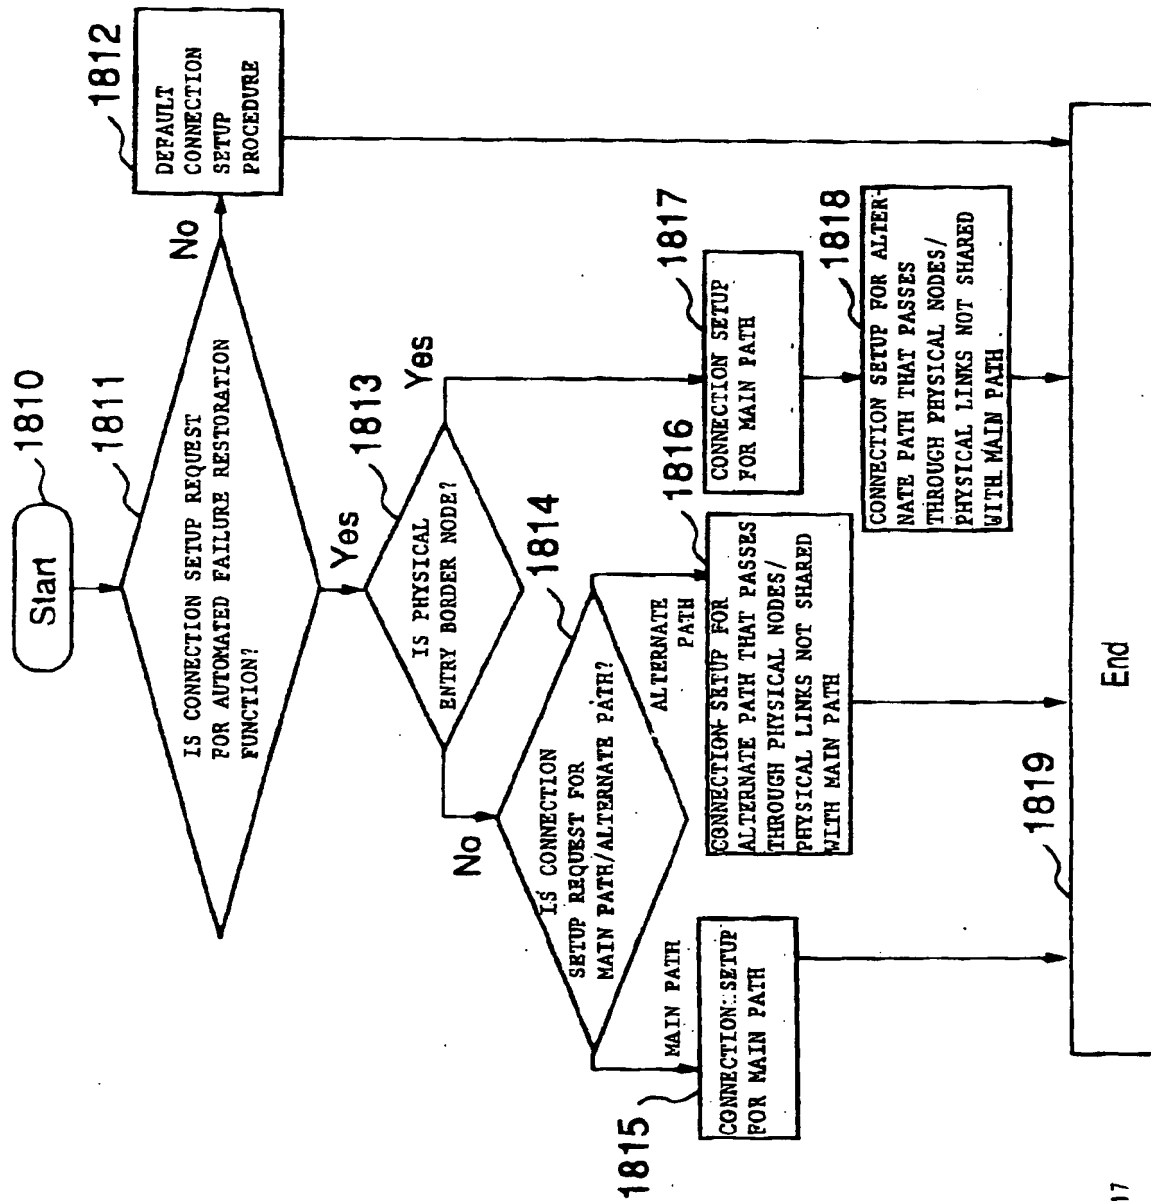 Start
1810
IS CONNECTION SETUP REQUEST
FOR AUTOMATED FAILURE RESTORATION
FUNCTION?
1811
No
DEFAULT
CONNECTION
SETUP
PROCEDURE
1812
Yes
IS PHYSICAL
ENTRY BORDER NODE?
1813
Yes
No
IS CONNECTION
SETUP REQUEST FOR
MAIN PATH/ALTERNATE PATH?
1814
MAIN PATH
ALTERNATE
PATH
CONNECTION SETUP
FOR MAIN PATH
1815
CONNECTION SETUP FOR
ALTERNATE PATH THAT PASSES
THROUGH PHYSICAL NODES/
PHYSICAL LINKS NOT SHARED
WITH MAIN PATH
1816
CONNECTION SETUP
FOR MAIN PATH
1817
CONNECTION SETUP FOR ALTER-
NATE PATH THAT PASSES
THROUGH PHYSICAL NODES/
PHYSICAL LINKS NOT SHARED
WITH MAIN PATH
1818
1819
End
17